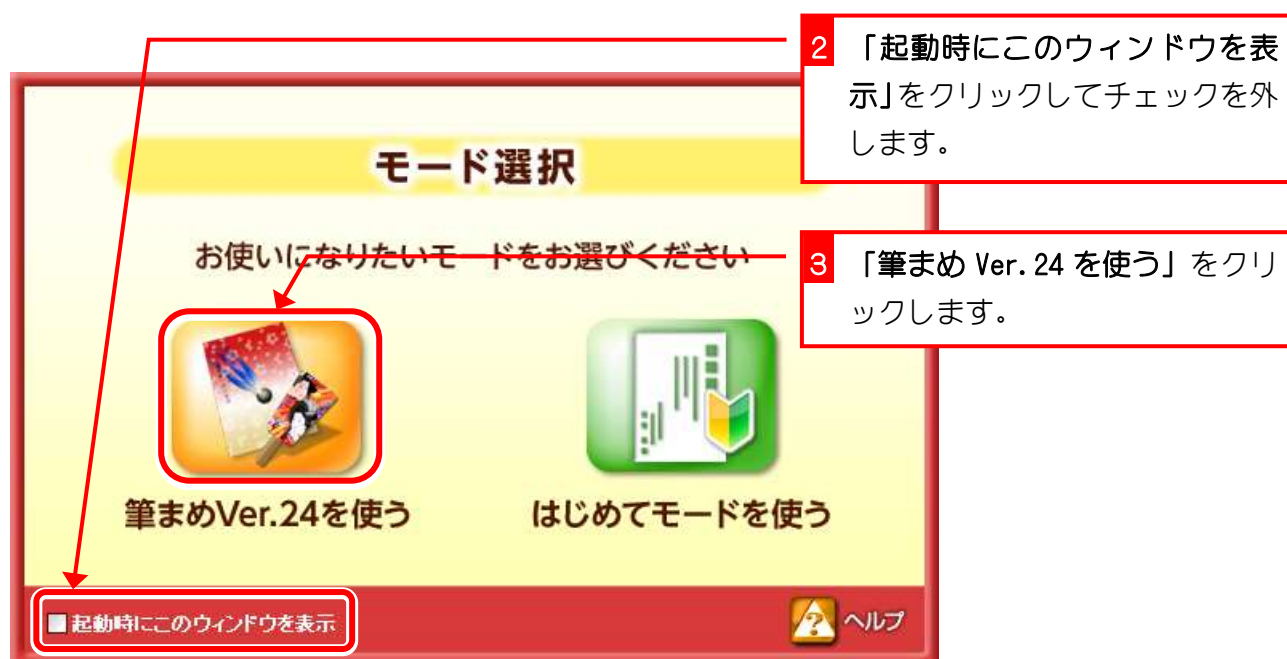 2 「起動時にこのウィンドウを表
示」をクリックしてチェックを外
します。
モード選択
お使いになりたいモードをお選びください
3 「筆まめ Ver.24 を使う」をクリ
ックします。
筆まめVer.24を使う
はじめてモードを使う
起動時にこのウィンドウを表示
? ヘルプ